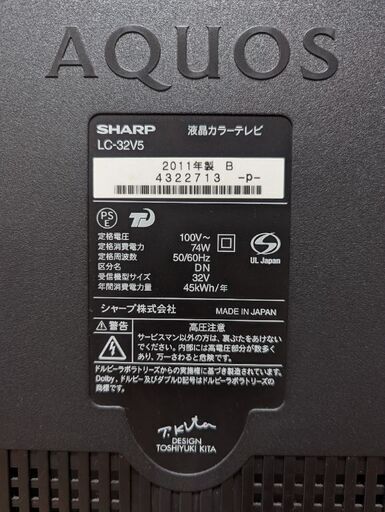 AQUOS
SHARP 液晶カラーテレビ
LC-32V5
2011年製 B
4322713 -p-
PS
E
定格電圧 100V~
定格消費電力 74W
定格周波数 50/60Hz
区分名 DN
受信機型サイズ 32V
年間消費電力量 45kWh/年
UL Japan
シャープ株式会社 MADE IN JAPAN
警告 高圧注意
サービスマン以外の方は、裏ぶたをあけない
でください。内部には高電圧部分が数多く
あり、万一さわると危険です。
ドルビーラボラトリーズからの実施権に基づき製造されています。
Dolby、ドルビー及びダブルD記号はドルビーラボラトリーズの
商標です。
T.Kita
DESIGN
TOSHIYUKI KITA